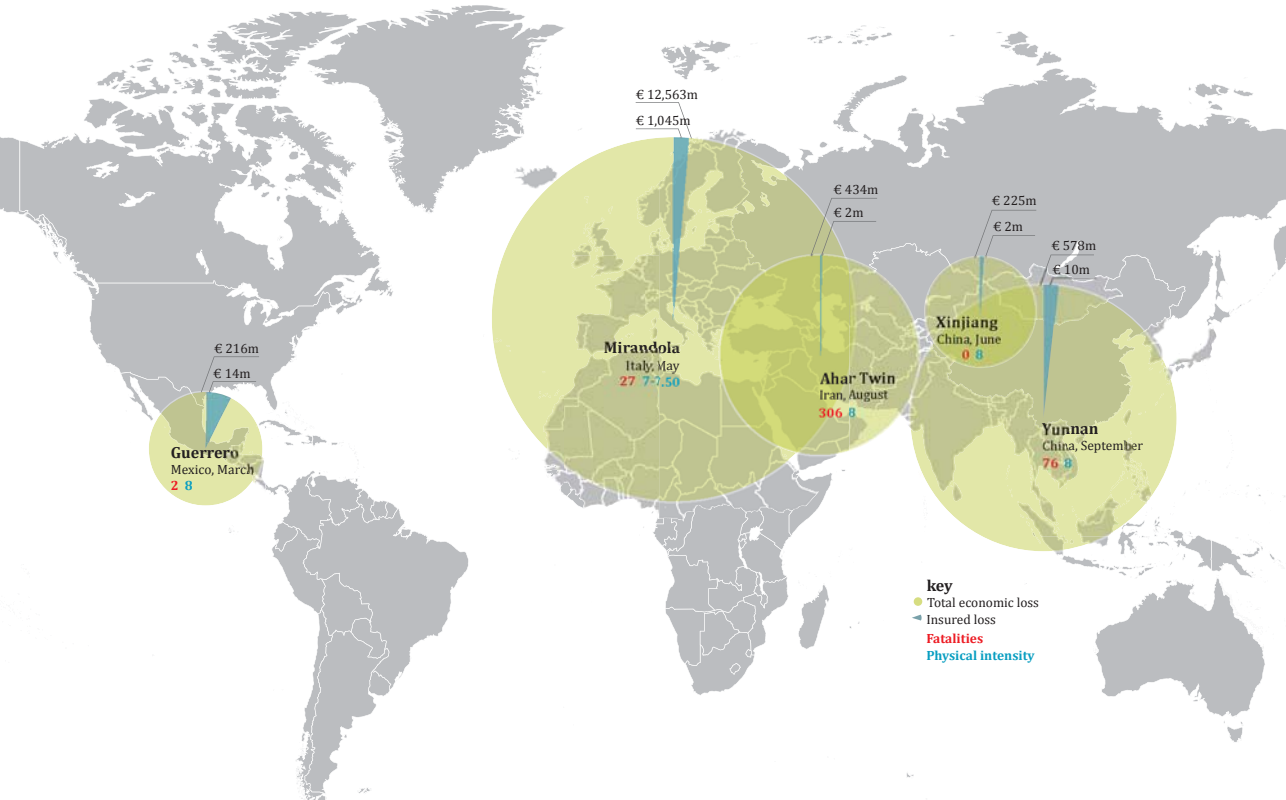 € 12,563m
€ 1,045m
Mirandola
Italy, May
27 7-7.50
€ 434m
€ 2m
Ahar Twin
Iran, August
306 8
€ 225m
€ 2m
Xinjiang
China, June
0 8
€ 578m
€ 10m
Yunnan
China, September
76 8
€ 216m
€ 14m
Guerrero
Mexico, March
2 8
key
Total economic loss
Insured loss
Fatalities
Physical intensity